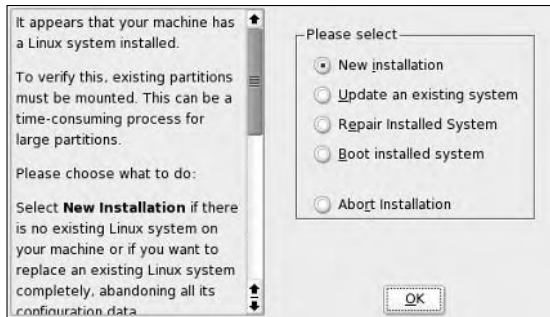 It appears that your machine has
a Linux system installed.
To verify this, existing partitions
must be mounted. This can be a
time-consuming process for
large partitions.
Please choose what to do:
Select New Installation if there
is no existing Linux system on
your machine or if you want to
replace an existing Linux system
completely, abandoning all its
configuration data
Please select
New installation
Update an existing system
Repair Installed System
Boot installed system
Abort Installation
OK